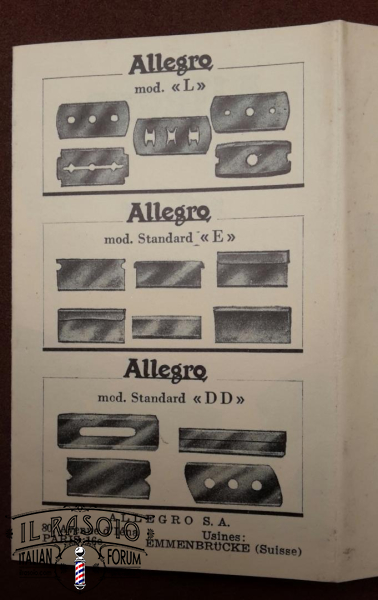 Allegro
mod. «L»
Allegro
mod. Standard «E»
Allegro
mod. Standard «DD»
ALLEGRO S. A.
Usines:
EMMENBRÜCKE (Suisse)
IL RASOIO
ITALIAN FORUM